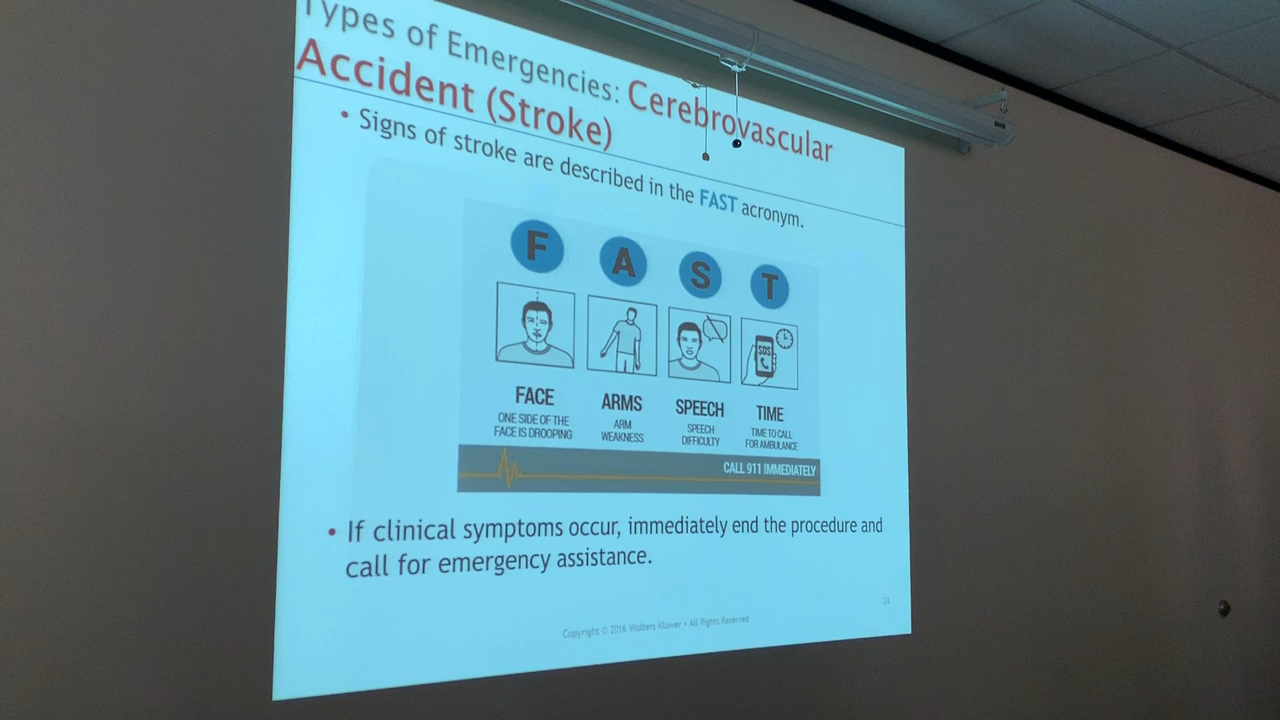 Types of Emergencies: Cerebrovascular
Accident (Stroke)
• Signs of stroke are described in the FAST acronym.
F A S T
SOS
FACE
ONE SIDE OF THE
FACE IS DROOPING
ARMS
ARM
WEAKNESS
SPEECH
SPEECH
DIFFICULTY
TIME
TIME TO CALL
FOR AMBULANCE
CALL 911 IMMEDIATELY
• If clinical symptoms occur, immediately end the procedure and
call for emergency assistance.
24
Copyright © 2016 Wolters Kluwer • All Rights Reserved